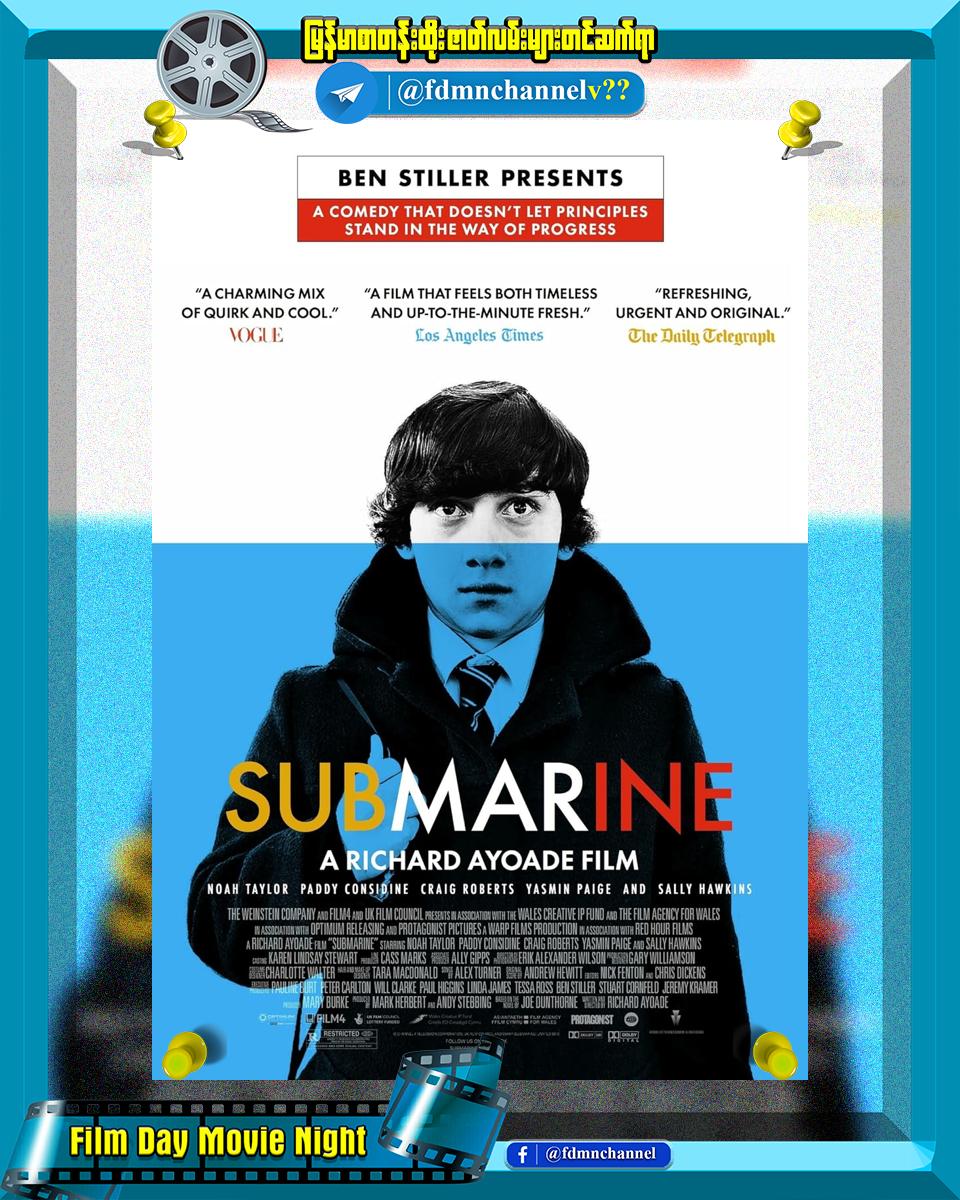 မြန်မာစာတန်းထိုးဇာတ်လမ်းများတင်ဆက်ရာ
@fdmnchannelv??
BEN STILLER PRESENTS
A COMEDY THAT DOESN'T LET PRINCIPLES
STAND IN THE WAY OF PROGRESS
“A CHARMING MIX
OF QUIRK AND COOL.”
VOGUE
“A FILM THAT FEELS BOTH TIMELESS
AND UP-TO-THE-MINUTE FRESH.”
Los Angeles Times
“REFRESHING,
URGENT AND ORIGINAL.”
The Daily Telegraph
SUBMARINE
A RICHARD AYOADE FILM
NOAH TAYLOR PADDY CONSIDINE CRAIG ROBERTS YASMIN PAIGE AND SALLY HAWKINS
THE WEINSTEIN COMPANY AND FILM4 AND UK FILM COUNCIL PRESENTS IN ASSOCIATION WITH THE WALES CREATIVE IP FUND AND THE FILM AGENCY FOR WALES
IN ASSOCIATION WITH OPTIMUM RELEASING AND PROTAGONIST PICTURES A WARP FILMS PRODUCTION IN ASSOCIATION WITH RED HOUR FILMS
A RICHARD AYOADE FILM "SUBMARINE" STARRING NOAH TAYLOR PADDY CONSIDINE CRAIG ROBERTS YASMIN PAIGE AND SALLY HAWKINS
CASTING KAREN LINDSAY STEWART CASS MARKS ALLY GIPPS ERIK ALEXANDER WILSON GARY WILLIAMSON
CHARLOTTE WALTER TARA MACDONALD ALEX TURNER ANDREW HEWITT EDITORS NICK FENTON AND CHRIS DICKENS
PAULINE BURT PETER CARLTON WILL CLARKE PAUL HIGGINS LINDA JAMES TESSA ROSS BEN STILLER STUART CORNFELD JEREMY KRAMER
MARY BURKE MARK HERBERT AND ANDY STEBBING JOE DUNTHORNE RICHARD AYOADE
FILM4
PROTAGONIST
DOLBY DIGITAL
R RESTRICTED
Film Day Movie Night
f @fdmnchannel